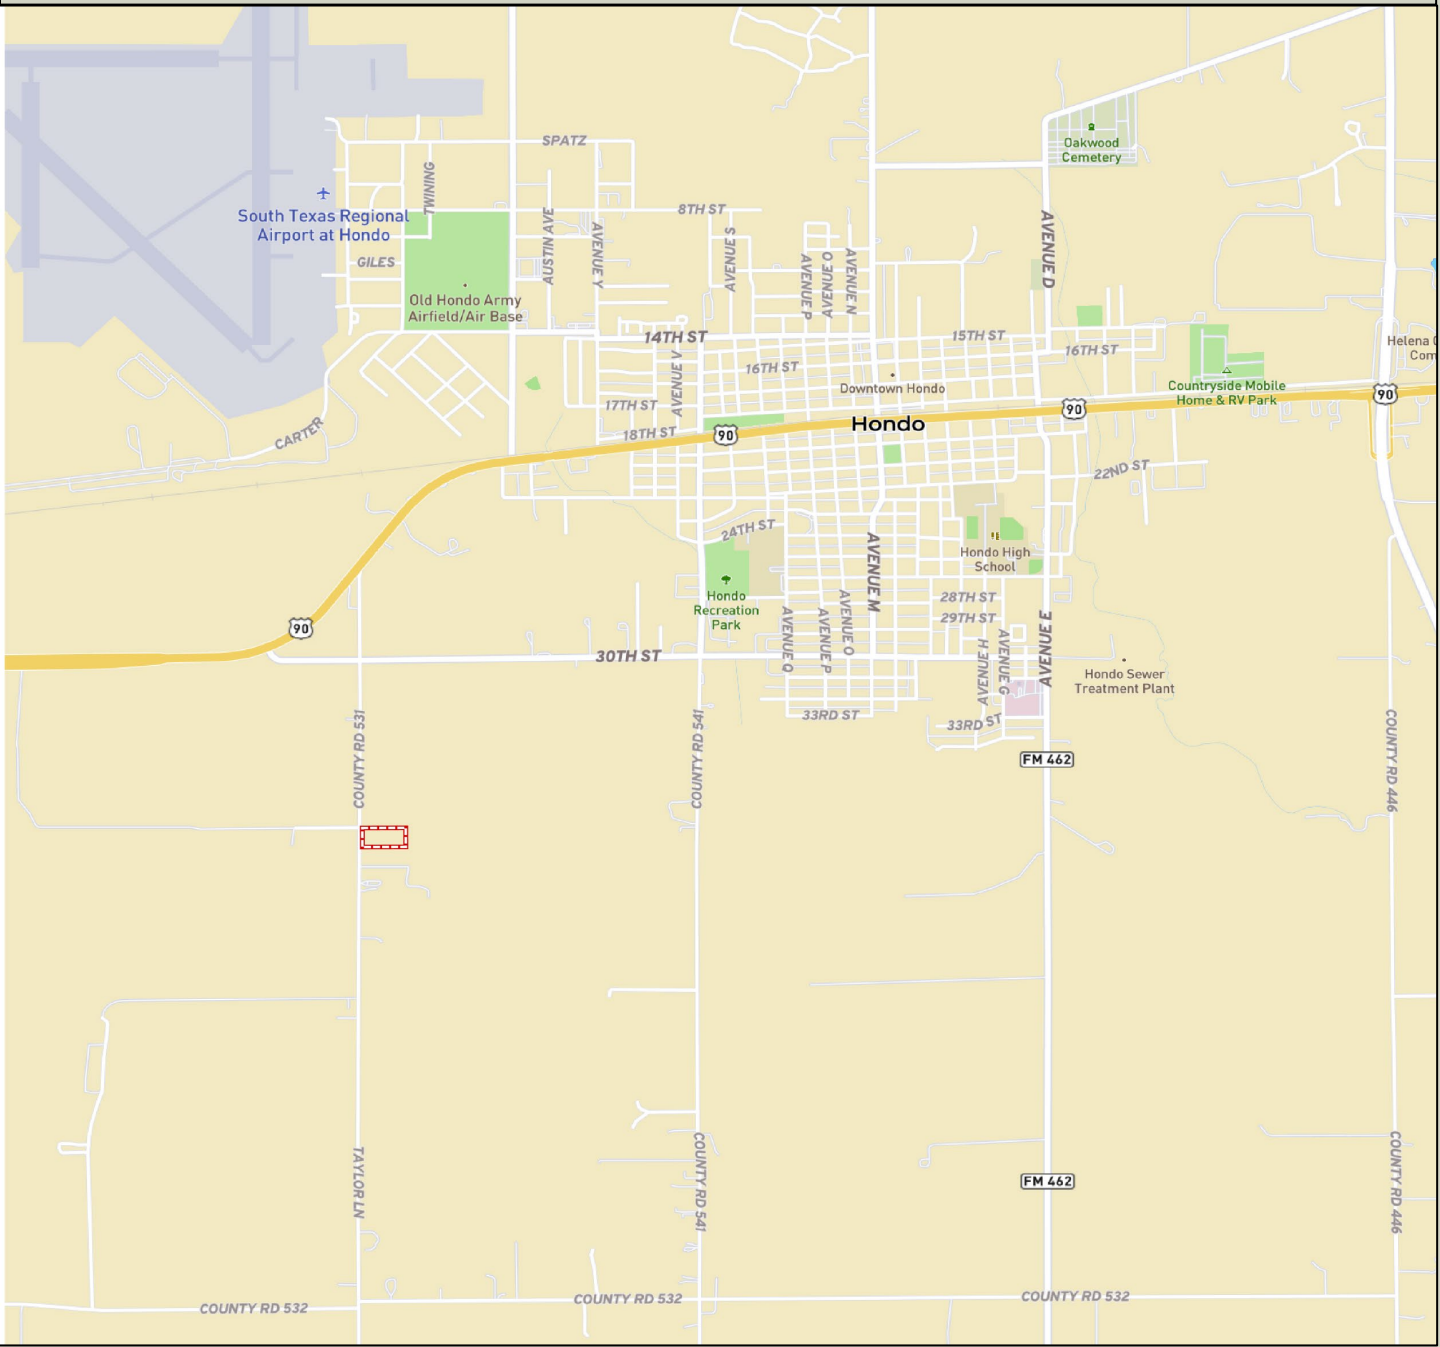 SPATZ
Oakwood
Cemetery
TWINING
South Texas Regional
Airport at Hondo
8TH ST
AUSTIN AVE
AVENUE Y
AVENUE S
AVENUE P
AVENUE O
AVENUE N
AVENUE D
GILES
Old Hondo Army
Airfield/Air Base
14TH ST
15TH ST
16TH ST
16TH ST
AVENUE V
Helena
Com
Downtown Hondo
Countryside Mobile
Home & RV Park
90
17TH ST
90
CARTER
18TH ST
90
Hondo
22ND ST
24TH ST
AVENUE M
Hondo High
School
Hondo
Recreation
Park
28TH ST
29TH ST
AVENUE Q
AVENUE P
AVENUE O
AVENUE H
AVENUE G
AVENUE E
90
30TH ST
Hondo Sewer
Treatment Plant
33RD ST
33RD ST
COUNTY RD 531
COUNTY RD 541
COUNTY RD 446
FM 462
TAYLOR LN
COUNTY RD 541
COUNTY RD 446
FM 462
COUNTY RD 532
COUNTY RD 532
COUNTY RD 532